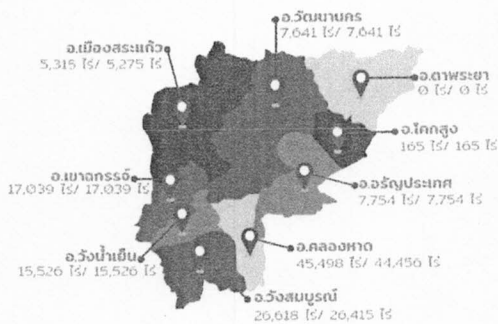 อ.วัฒนานคร
7,641 ไร่/ 7,641 ไร่
อ.เมืองสระแก้ว
5,315 ไร่/ 5,275 ไร่
อ.ตาพระยา
0 ไร่/ 0 ไร่
อ.โคกสูง
165 ไร่/ 165 ไร่
อ.เขาฉกรรจ์
17,039 ไร่/ 17,039 ไร่
อ.อรัญประเทศ
7,754 ไร่/ 7,754 ไร่
อ.วังน้ำเย็น
15,526 ไร่/ 15,526 ไร่
อ.คลองหาด
45,498 ไร่/ 44,456 ไร่
อ.วังสมบูรณ์
26,618 ไร่/ 26,415 ไร่